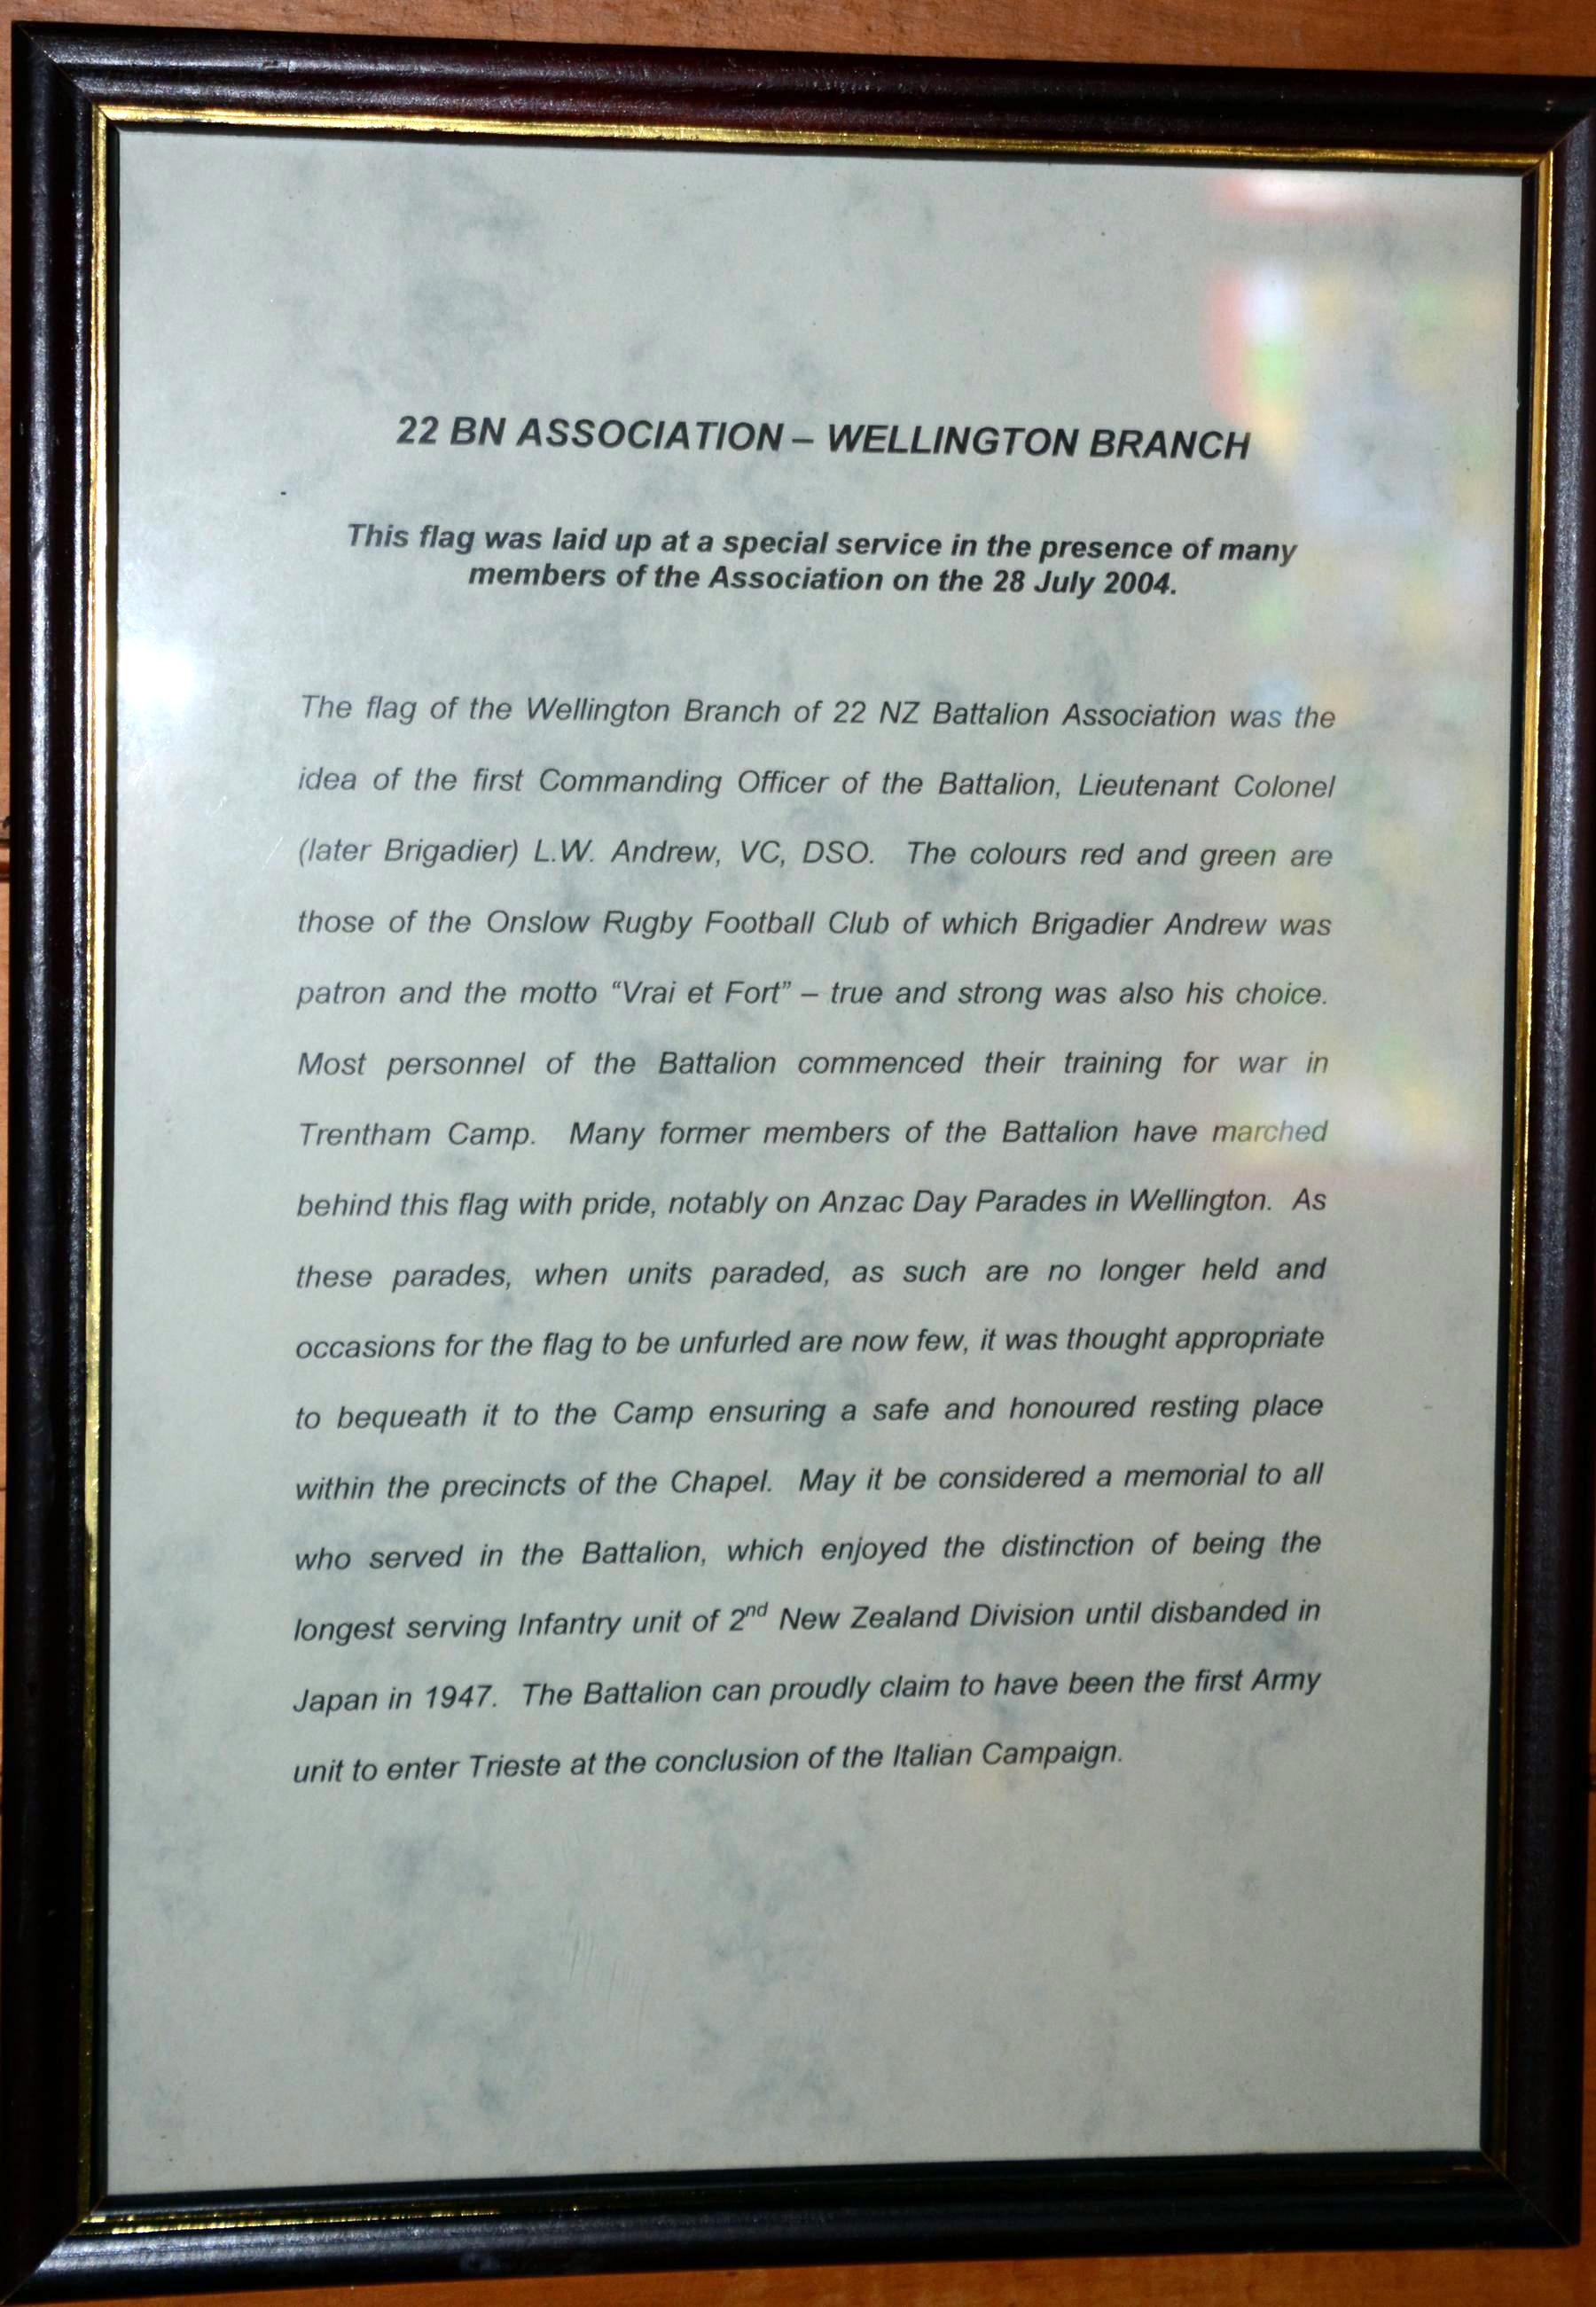 22 BN ASSOCIATION – WELLINGTON BRANCH
This flag was laid up at a special service in the presence of many
members of the Association on the 28 July 2004.
The flag of the Wellington Branch of 22 NZ Battalion Association was the
idea of the first Commanding Officer of the Battalion, Lieutenant Colonel
(later Brigadier) L.W. Andrew, VC, DSO. The colours red and green are
those of the Onslow Rugby Football Club of which Brigadier Andrew was
patron and the motto “Vrai et Fort” – true and strong was also his choice.
Most personnel of the Battalion commenced their training for war in
Trentham Camp. Many former members of the Battalion have marched
behind this flag with pride, notably on Anzac Day Parades in Wellington. As
these parades, when units paraded, as such are no longer held and
occasions for the flag to be unfurled are now few, it was thought appropriate
to bequeath it to the Camp ensuring a safe and honoured resting place
within the precincts of the Chapel. May it be considered a memorial to all
who served in the Battalion, which enjoyed the distinction of being the
longest serving Infantry unit of 2nd New Zealand Division until disbanded in
Japan in 1947. The Battalion can proudly claim to have been the first Army
unit to enter Trieste at the conclusion of the Italian Campaign.